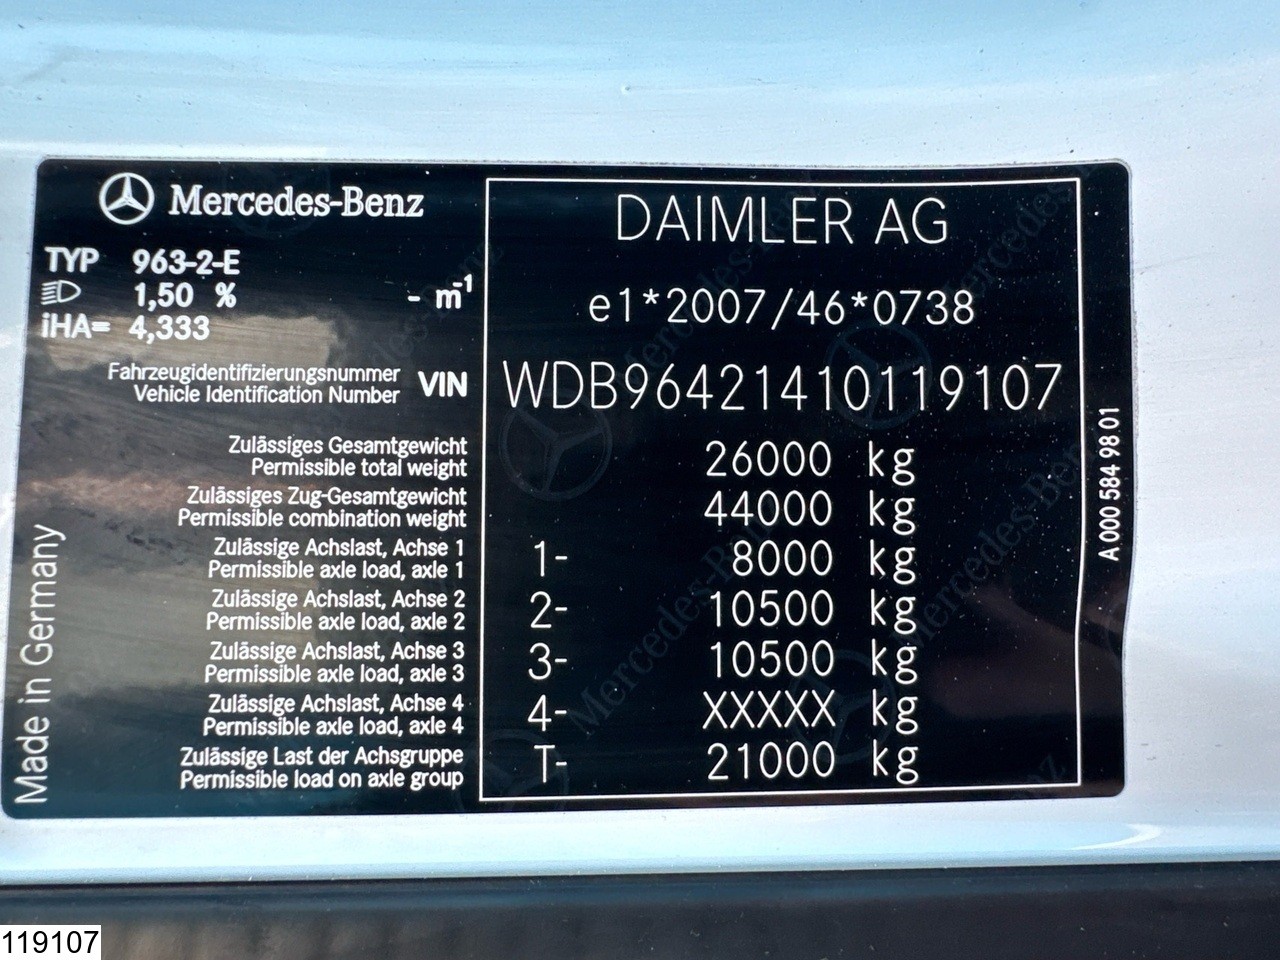 Mercedes-Benz
TYP 963-2-E
1,50 % - m-1
iHA= 4,333
DAIMLER AG
e1*2007/46*0738
Fahrzeugidentifizierungsnummer
Vehicle Identification Number VIN WDB96421410119107
Zulässiges Gesamtgewicht
Permissible total weight 26000 kg
Zulässiges Zug-Gesamtgewicht
Permissible combination weight 44000 kg
Zulässige Achslast, Achse 1
Permissible axle load, axle 1 1- 8000 kg
Zulässige Achslast, Achse 2
Permissible axle load, axle 2 2- 10500 kg
Zulässige Achslast, Achse 3
Permissible axle load, axle 3 3- 10500 kg
Zulässige Achslast, Achse 4
Permissible axle load, axle 4 4- XXXXX kg
Zulässige Last der Achsgruppe
Permissible load on axle group T- 21000 kg
Made in Germany
A 000 584 98 01
119107